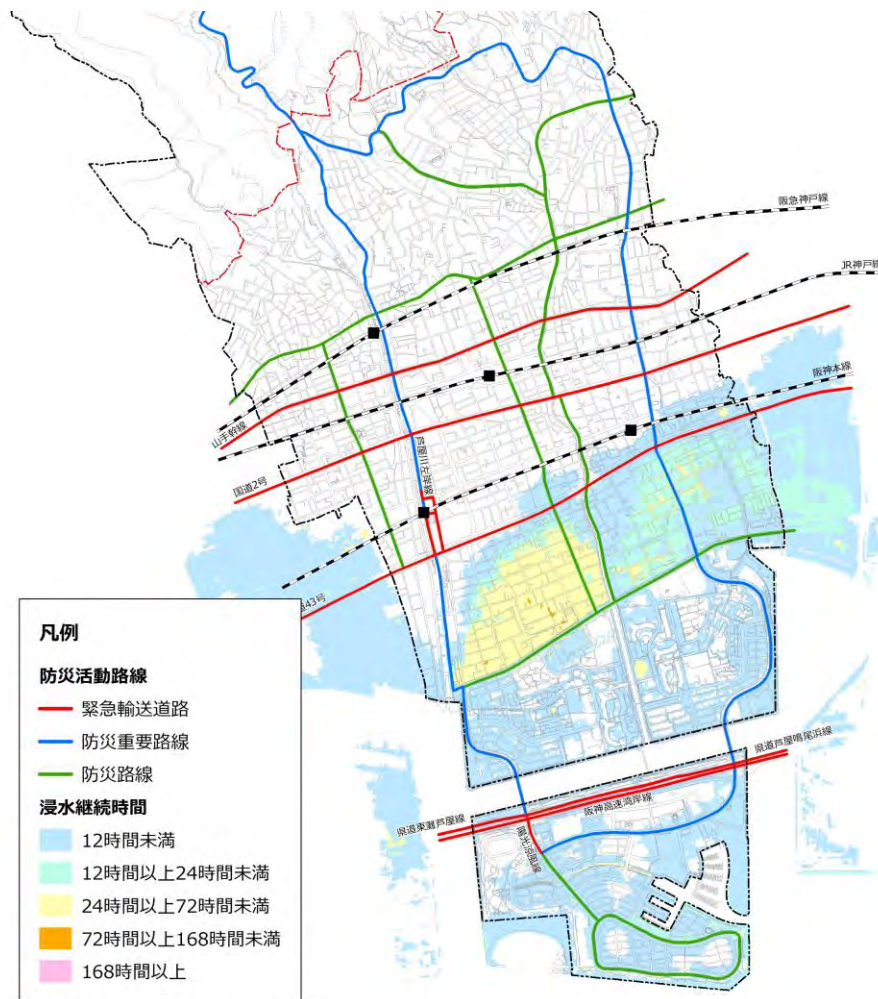 阪急神戸線
JR神戸線
阪神本線
山手幹線
国道2号
芦屋川左岸線
43号
凡例
防災活動路線
緊急輸送道路
防災重要路線
防災路線
浸水継続時間
12時間未満
12時間以上24時間未満
24時間以上72時間未満
72時間以上168時間未満
168時間以上
県道芦屋鳴尾浜線
阪神高速湾岸線
県道東灘芦屋線
陽光涼風線